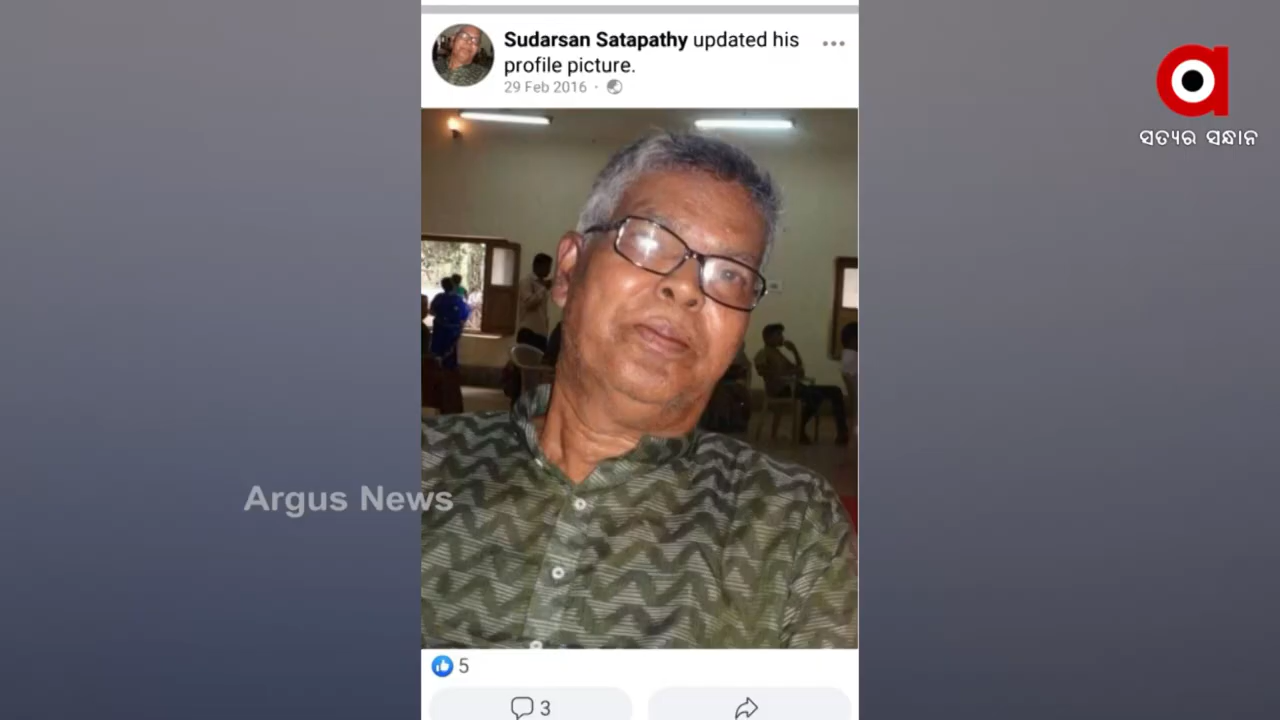 Sudarsan Satapathy updated his
profile picture.
29 Feb 2016 ·
ସତ୍ୟର ସନ୍ଧାନ
Argus News
5
3